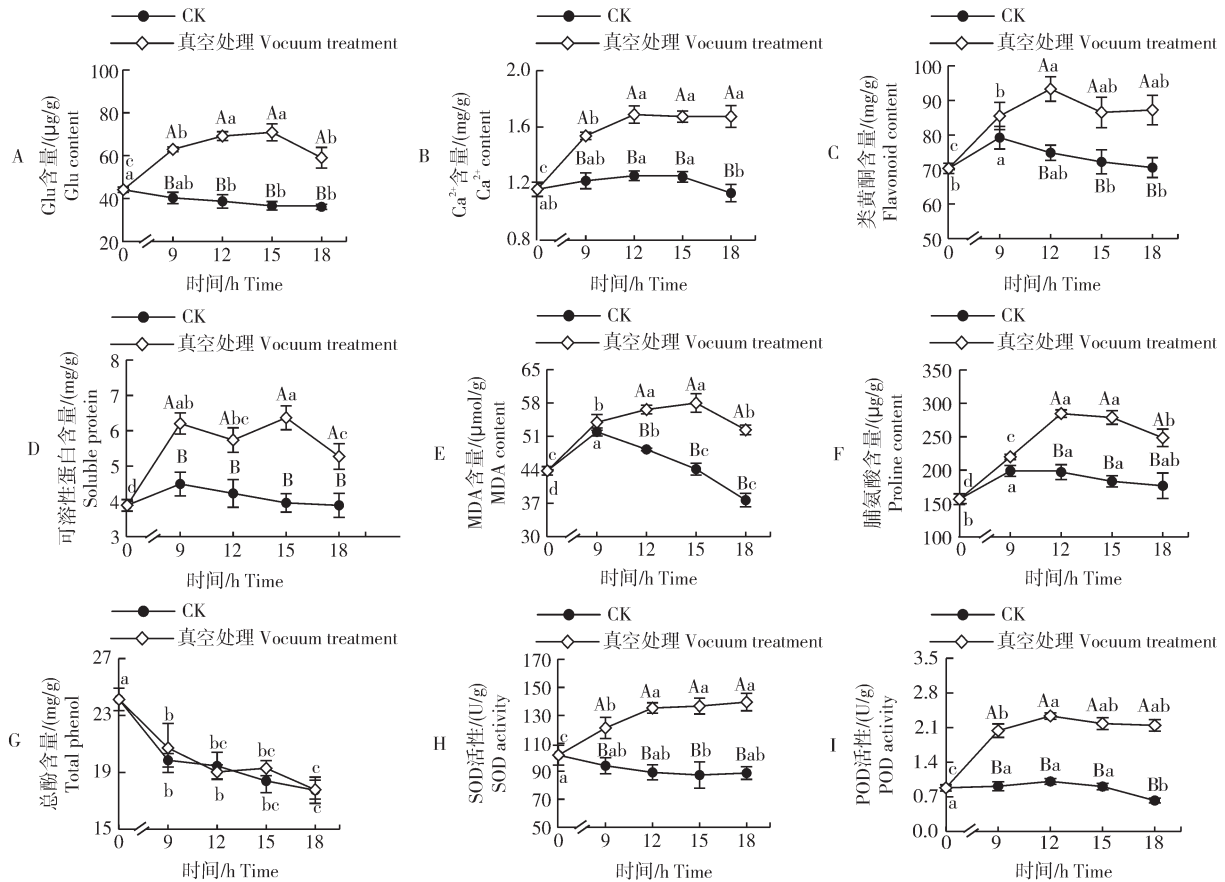 CK
真空处理 Vocuum treatment
A
Glu含量/(μg/g)
Glu content
100
80
60
40
20
c
a
Ab
Aa
Aa
Ab
Bab
Bb
Bb
Bb
0
9
12
15
18
时间/h Time
CK
真空处理 Vocuum treatment
B
Ca²⁺含量/(mg/g)
Ca²⁺ content
2.0
1.6
1.2
0.8
c
ab
Ab
Aa
Aa
Aa
Bab
Ba
Ba
Bb
0
9
12
15
18
时间/h Time
CK
真空处理 Vocuum treatment
C
类黄酮含量/(mg/g)
Flavonoid content
100
90
80
70
60
50
c
b
b
Aa
Aab
Aab
a
Bab
Bb
Bb
0
9
12
15
18
时间/h Time
CK
真空处理 Vocuum treatment
D
可溶性蛋白含量/(mg/g)
Soluble protein
8
7
6
5
4
3
d
Aab
Abc
Aa
Ac
B
B
B
B
0
9
12
15
18
时间/h Time
CK
真空处理 Vocuum treatment
E
MDA含量/(μmol/g)
MDA content
65
58
51
44
37
30
c
d
b
Aa
Aa
Ab
a
Bb
Bc
Bc
0
9
12
15
18
时间/h Time
CK
真空处理 Vocuum treatment
F
脯氨酸含量/(μg/g)
Proline content
350
300
250
200
150
100
d
b
c
Aa
Aa
Ab
a
Ba
Ba
Bab
0
9
12
15
18
时间/h Time
CK
真空处理 Vocuum treatment
G
总酚含量/(mg/g)
Total phenol
27
23
19
15
a
b
bc
bc
c
b
b
bc
c
0
9
12
15
18
时间/h Time
CK
真空处理 Vocuum treatment
H
SOD活性/(U/g)
SOD activity
170
150
130
110
90
70
50
c
a
Ab
Aa
Aa
Aa
Bab
Bab
Bb
Bab
0
9
12
15
18
时间/h Time
CK
真空处理 Vocuum treatment
I
POD活性/(U/g)
POD activity
3.5
2.8
2.1
1.4
0.7
0.0
c
a
Ab
Aa
Aab
Aab
Ba
Ba
Ba
Bb
0
9
12
15
18
时间/h Time